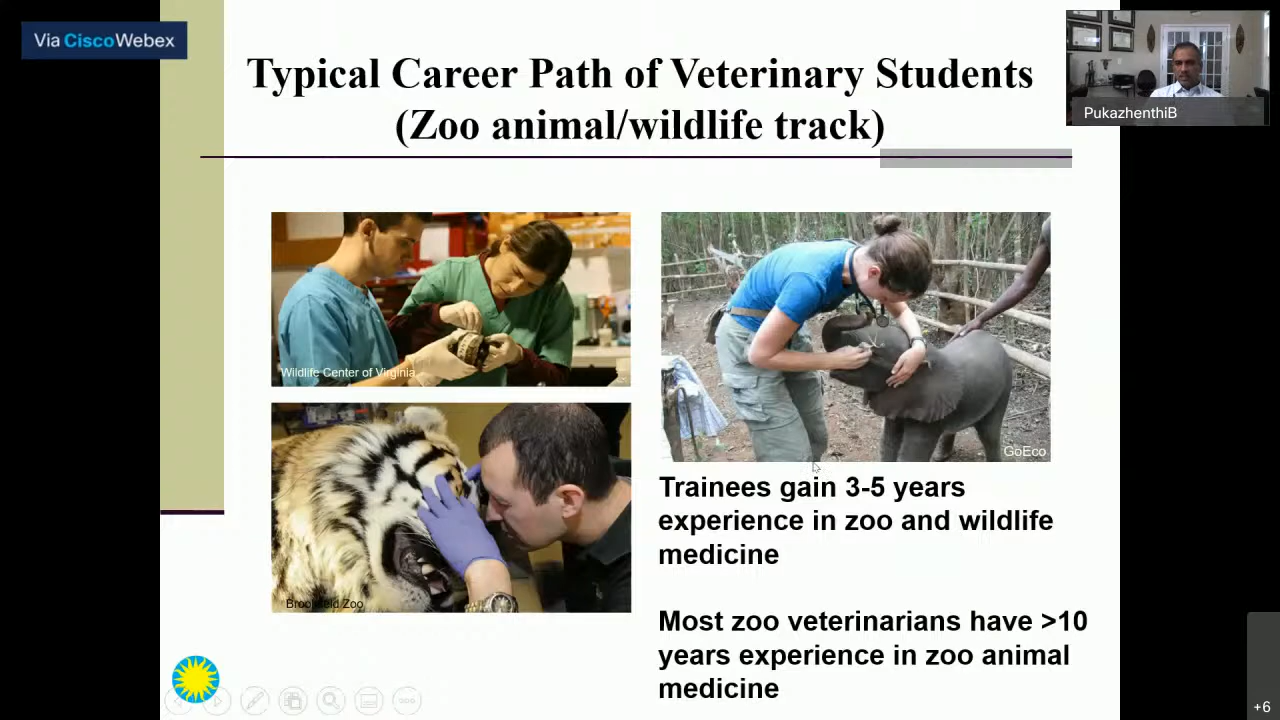 Via CiscoWebex
Typical Career Path of Veterinary Students
(Zoo animal/wildlife track)
PukazhenthiB
Wildlife Center of Virginia
GoEco
Brookfield Zoo
Trainees gain 3-5 years
experience in zoo and wildlife
medicine
Most zoo veterinarians have >10
years experience in zoo animal
medicine
+6